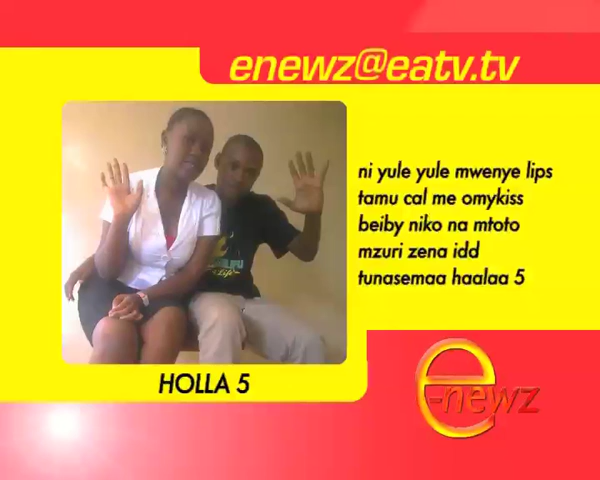 enewz@eatv.tv
ni yule yule mwenye lips
tamu cal me omykiss
beiby niko na mtoto
mzuri zena idd
tunasemaa haalaa 5
HOLLA 5
e-newz